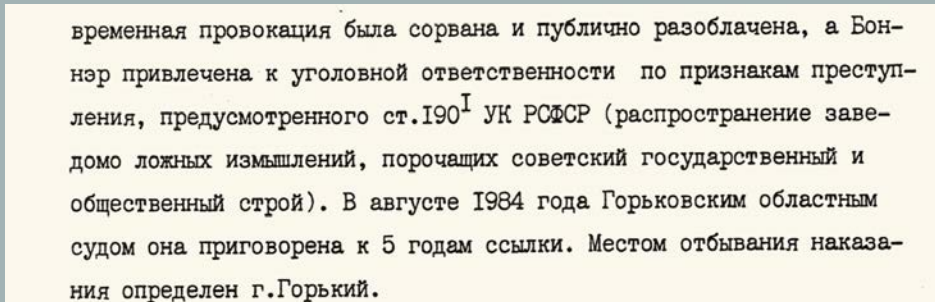 временная провокация была сорвана и публично разоблачена, а Бон-
нэр привлечена к уголовной ответственности по признакам преступ-
ления, предусмотренного ст.I90I УК РСФСР (распространение заве-
домо ложных измышлений, порочащих советский государственный и
общественный строй). В августе I984 года Горьковским областным
судом она приговорена к 5 годам ссылки. Местом отбывания наказа-
ния определен г.Горький.